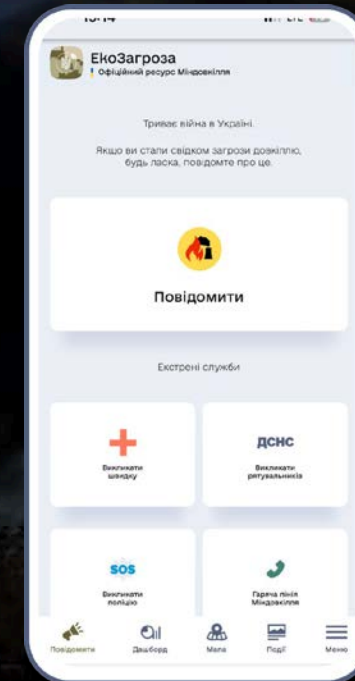 ЕкоЗагроза
Офіційний ресурс Міндовкілля
Триває війна в Україні.
Якщо ви стали свідком загрози довкіллю,
будь ласка, повідомте про це.
Повідомити
Екстрені служби
Викликати
швидку
ДСНС
Викликати
рятувальників
SOS
Викликати
поліцію
Гаряча лінія
Міндовкілля
Повідомити
Дашборд
Мапа
Події
Меню